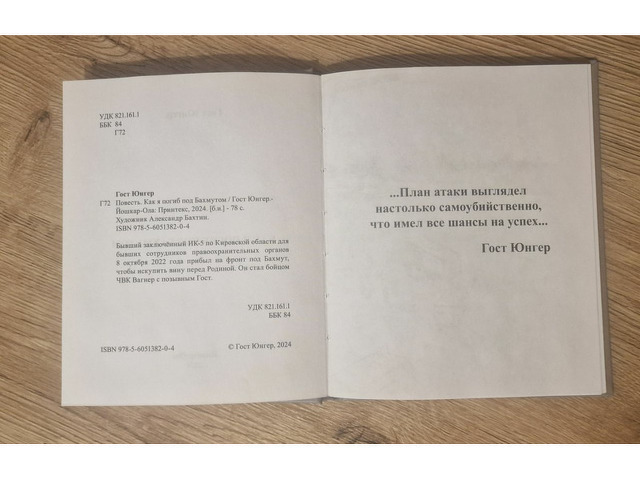 УДК 821.161.1
ББК 84
Г72
Гост Юнгер
Г72 Повесть. Как я погиб под Бахмутом / Гост Юнгер.-
Йошкар-Ола: Принтекс, 2024. [б.и] - 78 с.
Художник Александр Бахтин.
ISBN 978-5-6051382-0-4
Бывший заключённый ИК-5 по Кировской области для
бывших сотрудников правоохранительных органов
8 октября 2022 года прибыл на фронт под Бахмут,
чтобы искупить вину перед Родиной. Он стал бойцом
ЧВК Вагнер с позывным Гост.
УДК 821.161.1
ББК 84
ISBN 978-5-6051382-0-4
© Гост Юнгер, 2024
...План атаки выглядел
настолько самоубийственно,
что имел все шансы на успех...
Гост Юнгер